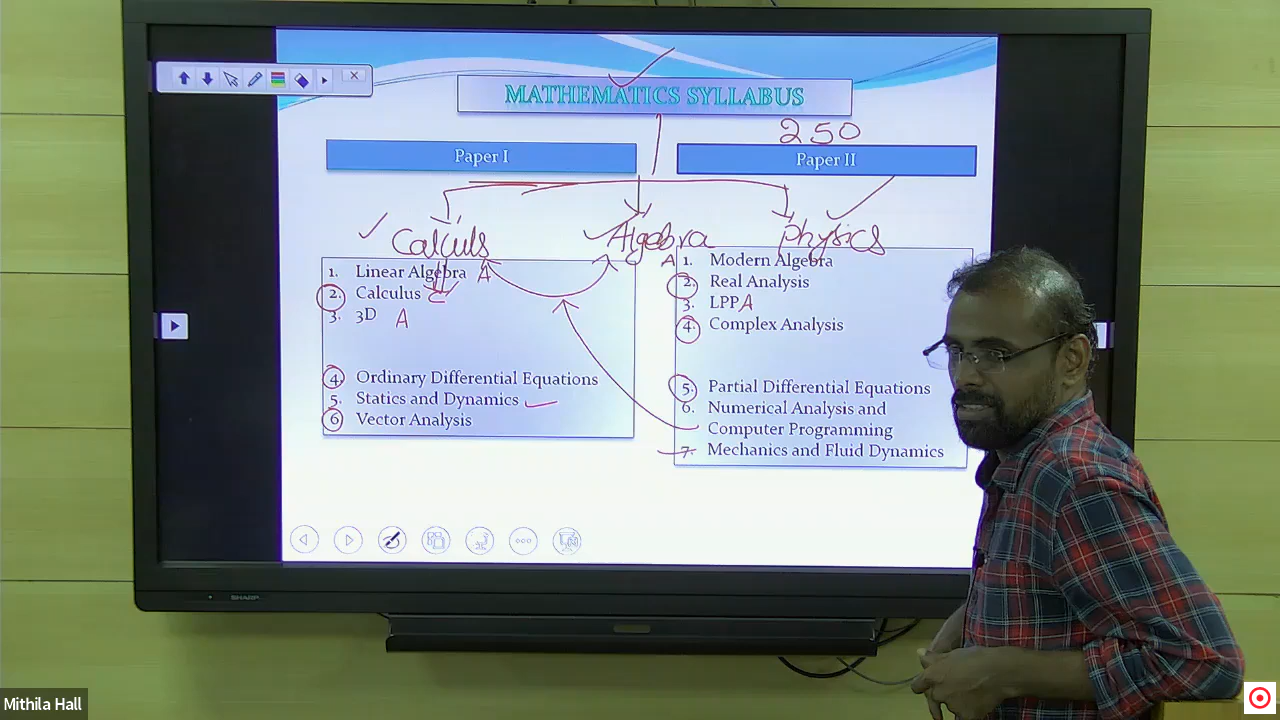 MATHEMATICS SYLLABUS
250
Paper I
Paper II
Calculus
Algebra
Physics
1. Linear Algebra A
2. Calculus C
3. 3D A
4. Ordinary Differential Equations
5. Statics and Dynamics
6 Vector Analysis
A
1. Modern Algebra
2. Real Analysis
3. LPP A
4. Complex Analysis
5. Partial Differential Equations
6. Numerical Analysis and
Computer Programming
7. Mechanics and Fluid Dynamics
SHARP
Mithila Hall